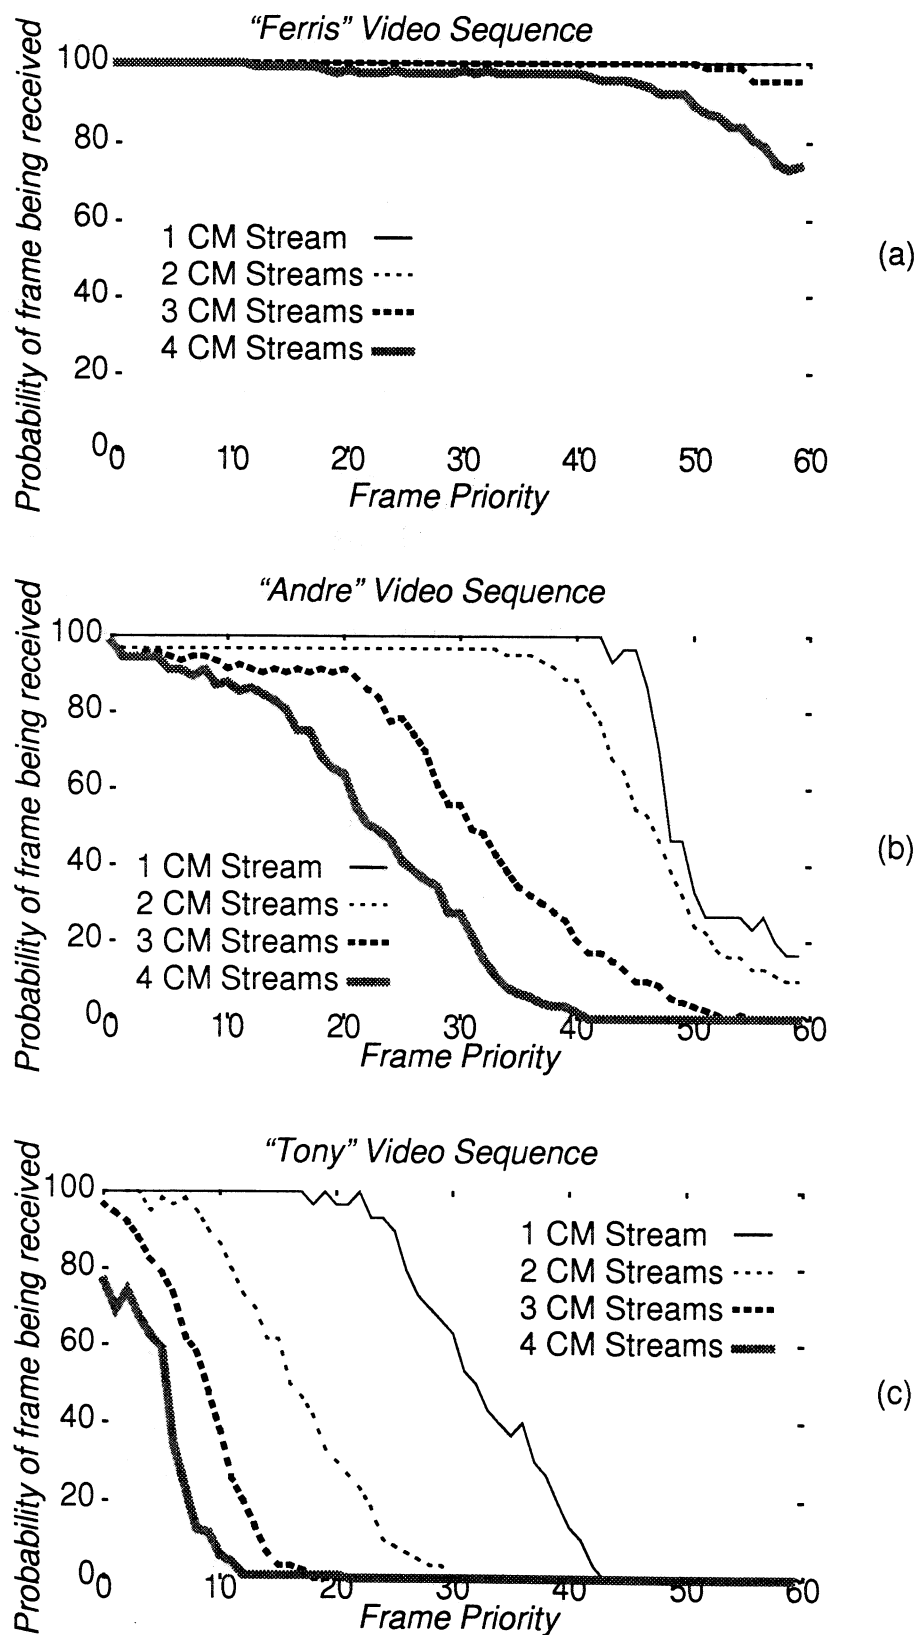 "Ferris" Video Sequence
Probability of frame being received
100
80
60
40
20
0
1 CM Stream
2 CM Streams
3 CM Streams
4 CM Streams
(a)
0 10 20 30 40 50 60
Frame Priority
"Andre" Video Sequence
Probability of frame being received
100
80
60
40
20
0
1 CM Stream
2 CM Streams
3 CM Streams
4 CM Streams
(b)
0 10 20 30 40 50 60
Frame Priority
"Tony" Video Sequence
Probability of frame being received
100
80
60
40
20
0
1 CM Stream
2 CM Streams
3 CM Streams
4 CM Streams
(c)
0 10 20 30 40 50 60
Frame Priority